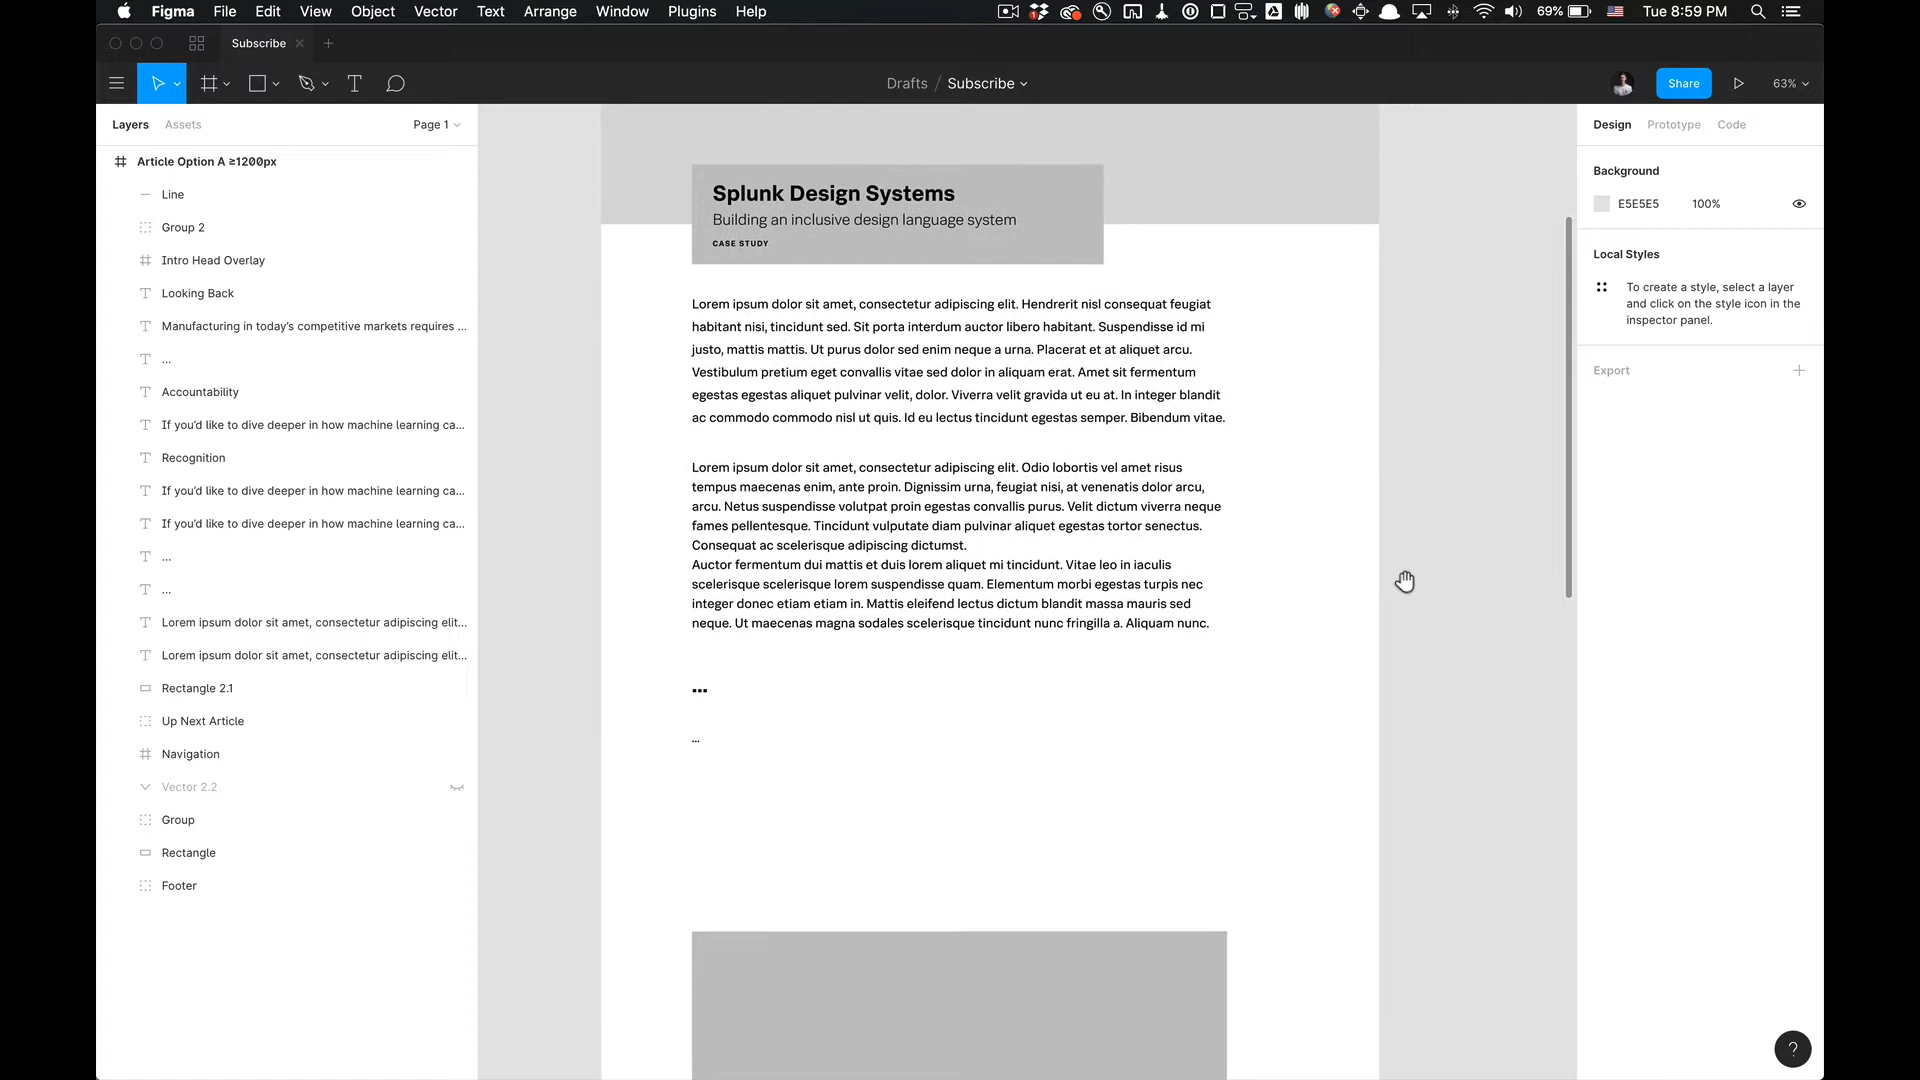 Figma File Edit View Object Vector Text Arrange Window Plugins Help 69% Tue 8:59 PM
Subscribe
Drafts / Subscribe Share 63%
Layers Assets Page 1
Article Option A ≥1200px
Line
Group 2
Intro Head Overlay
Looking Back
Manufacturing in today's competitive markets requires ...
...
Accountability
If you'd like to dive deeper in how machine learning ca...
Recognition
If you'd like to dive deeper in how machine learning ca...
If you'd like to dive deeper in how machine learning ca...
...
...
Lorem ipsum dolor sit amet, consectetur adipiscing elit...
Lorem ipsum dolor sit amet, consectetur adipiscing elit...
Rectangle 2.1
Up Next Article
Navigation
Vector 2.2
Group
Rectangle
Footer
Splunk Design Systems
Building an inclusive design language system
CASE STUDY
Lorem ipsum dolor sit amet, consectetur adipiscing elit. Hendrerit nisl consequat feugiat
habitant nisi, tincidunt sed. Sit porta interdum auctor libero habitant. Suspendisse id mi
justo, mattis mattis. Ut purus dolor sed enim neque a urna. Placerat et at aliquet arcu.
Vestibulum pretium eget convallis vitae sed dolor in aliquam erat. Amet sit fermentum
egestas egestas aliquet pulvinar velit, dolor. Viverra velit gravida ut eu at. In integer blandit
ac commodo commodo nisl ut quis. Id eu lectus tincidunt egestas semper. Bibendum vitae.
Lorem ipsum dolor sit amet, consectetur adipiscing elit. Odio lobortis vel amet risus
tempus maecenas enim, ante proin. Dignissim urna, feugiat nisi, at venenatis dolor arcu,
arcu. Netus suspendisse volutpat proin egestas convallis purus. Velit dictum viverra neque
fames pellentesque. Tincidunt vulputate diam pulvinar aliquet egestas tortor senectus.
Consequat ac scelerisque adipiscing dictumst.
Auctor fermentum dui mattis et duis lorem aliquet mi tincidunt. Vitae leo in iaculis
scelerisque scelerisque lorem suspendisse quam. Elementum morbi egestas turpis nec
integer donec etiam etiam in. Mattis eleifend lectus dictum blandit massa mauris sed
neque. Ut maecenas magna sodales scelerisque tincidunt nunc fringilla a. Aliquam nunc.
...
...
Design Prototype Code
Background
E5E5E5 100%
Local Styles
To create a style, select a layer
and click on the style icon in the
inspector panel.
Export
?